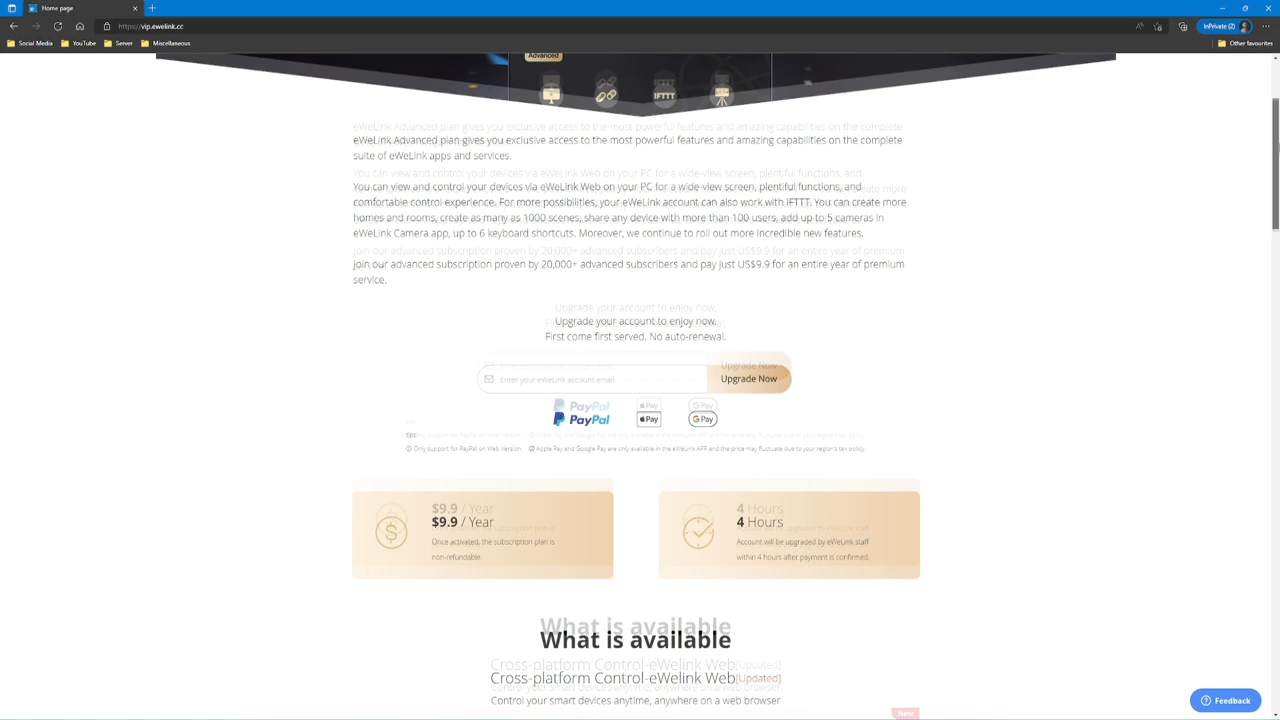 Home page
https://vip.ewelink.cc
InPrivate (2)
Social Media
YouTube
Server
Miscellaneous
Other favourites
Advanced
IFTTT
eWeLink Advanced plan gives you exclusive access to the most powerful features and amazing capabilities on the complete
suite of eWeLink apps and services.
You can view and control your devices via eWeLink Web on your PC for a wide-view screen, plentiful functions, and
comfortable control experience. For more possibilities, your eWeLink account can also work with IFTTT. You can create more
homes and rooms, create as many as 1000 scenes, share any device with more than 100 users, add up to 5 cameras in
eWeLink Camera app, up to 6 keyboard shortcuts. Moreover, we continue to roll out more incredible new features.
Join our advanced subscription proven by 20,000+ advanced subscribers and pay just US$9.9 for an entire year of premium
service.
Upgrade your account to enjoy now.
First come first served. No auto-renewal.
Enter your eWeLink account email
Upgrade Now
PayPal
Pay
G Pay
tips:
① Only support for PayPal on Web Version. ② Apple Pay and Google Pay are only available in the eWeLink APP and the price may fluctuate due to your region's tax policy.
$9.9 / Year
Once activated, the subscription plan is
non-refundable.
4 Hours
Account will be upgraded by eWeLink staff
within 4 hours after payment is confirmed.
What is available
Cross-platform Control-eWelink Web[Updated]
Control your smart devices anytime, anywhere on a web browser
New
Feedback